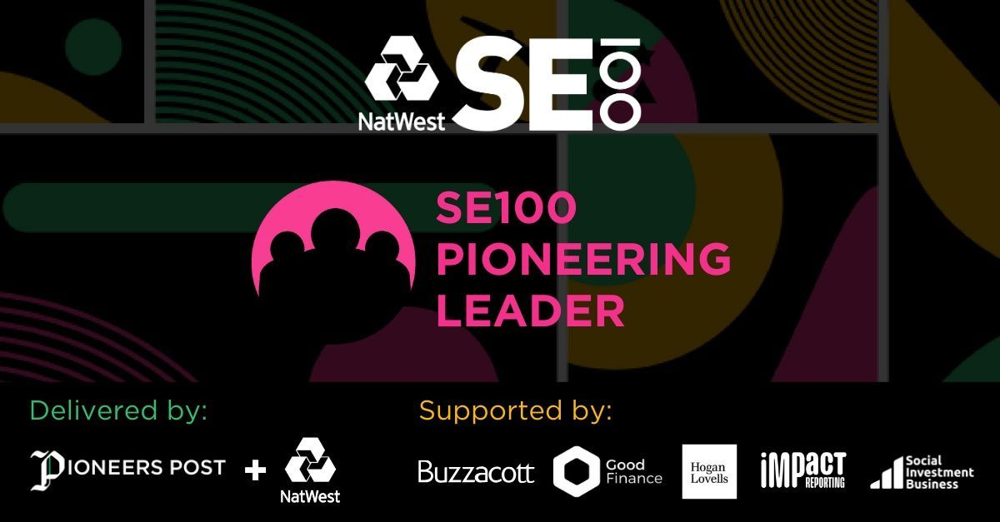 NatWest
SE100
SE100
PIONEERING
LEADER
Delivered by:
Supported by:
PIONEERS POST
+
NatWest
Buzzacott
Good
Finance
Hogan
Lovells
iMPACT
REPORTING
Social
Investment
Business